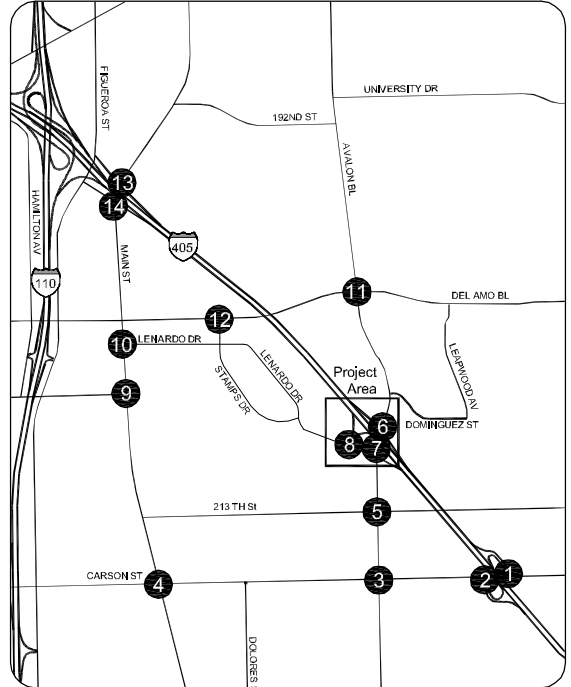 UNIVERSITY DR
FIGUEROA ST
192ND ST
AVALON BL
13
HAMILTON AV
14
405
MAIN ST
110
11
DEL AMO BL
12
10
LENARDO DR
LEAPWOOD AV
LENARDO DR
STAMPS DR
Project
Area
9
6
DOMINGUEZ ST
8
7
213 TH St
5
CARSON ST
4
3
2
1
DOLORES